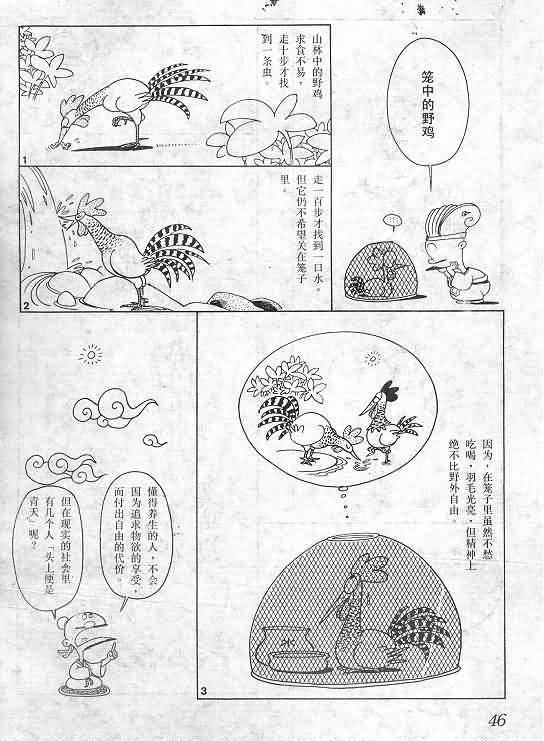 笼中的野鸡
山林中的野鸡
求食不易，
走十步才找
到一条虫。
1
走一百步才找到一口水。
但它仍不希望关在笼子
里。
2
因为，在笼子里虽然不愁
吃喝，羽毛光亮，但精神上
绝不比野外自由。
水
3
懂得养生的人，不会
因为追求物欲的享受，
而付出自由的代价。
但在现实的社会里
有几个人「头上便是
青天」呢？
46